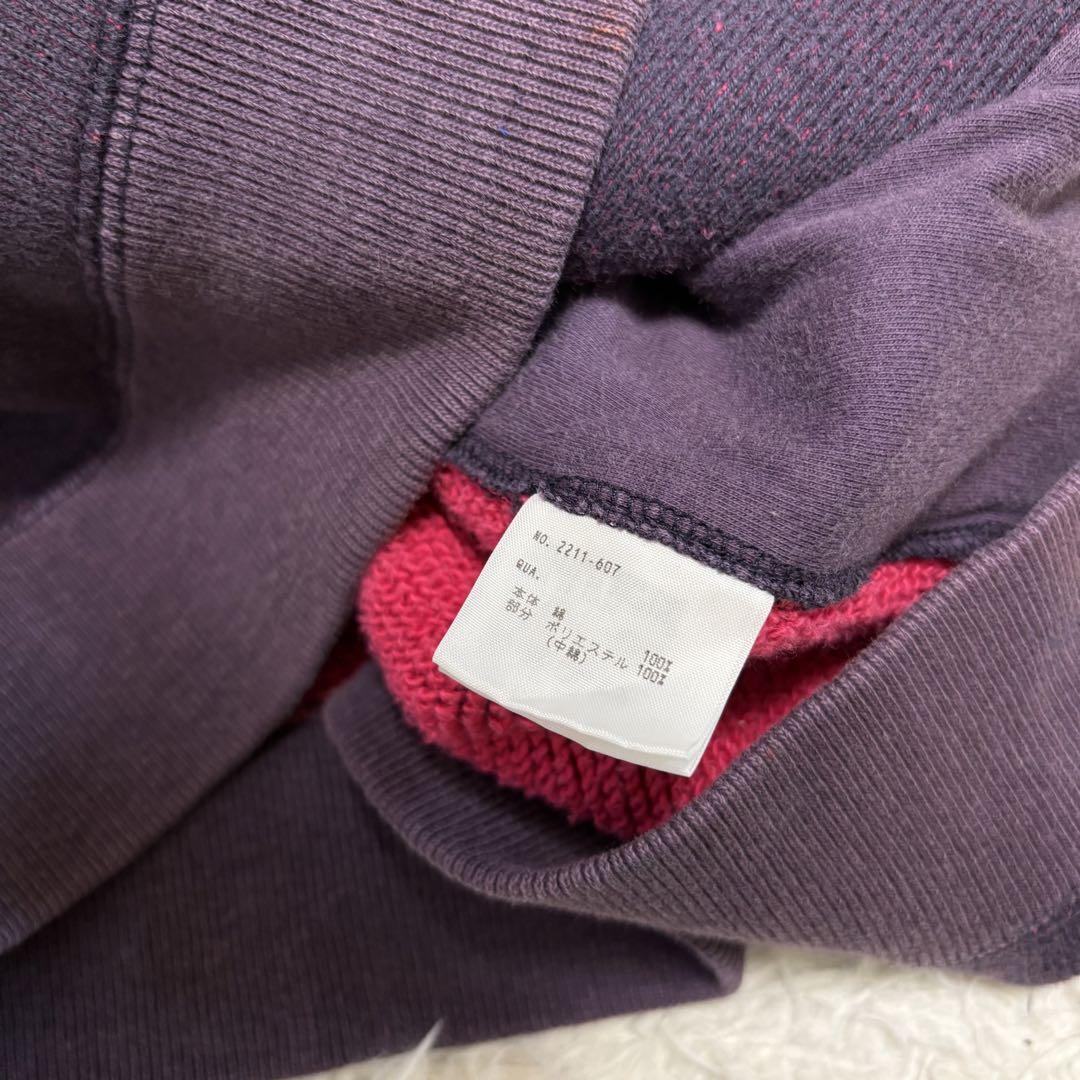 NO. 2211-607
QUA.
本体 綿 100%
部分 ポリエステル 100%
(中綿)